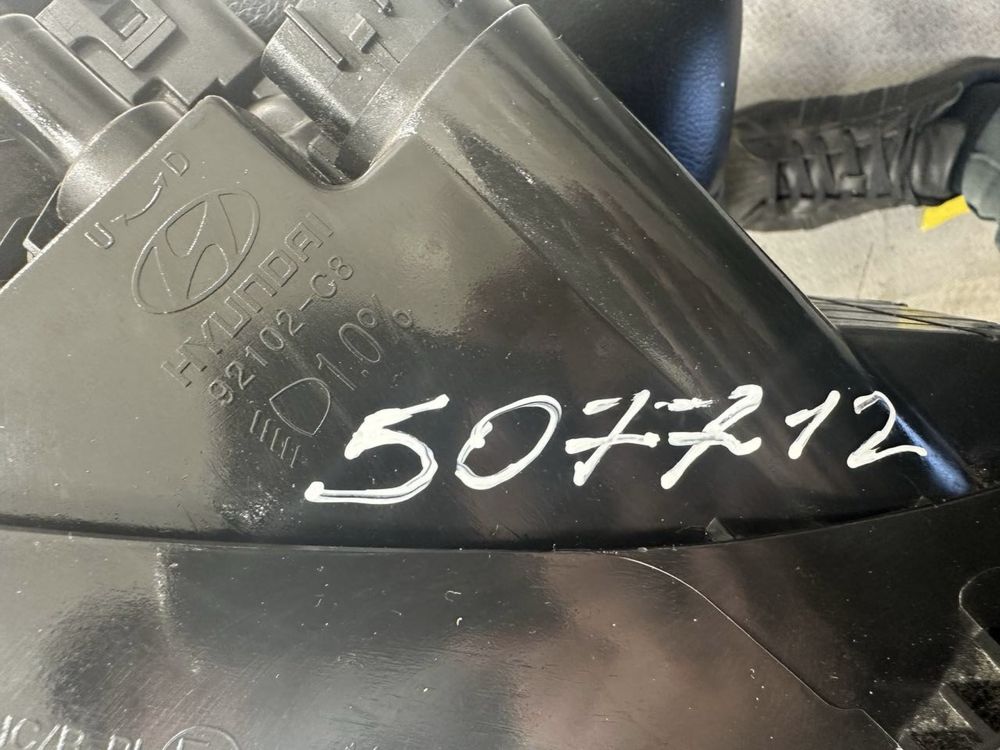 U D
HYUNDAI
92102-C8
1.0%
507712